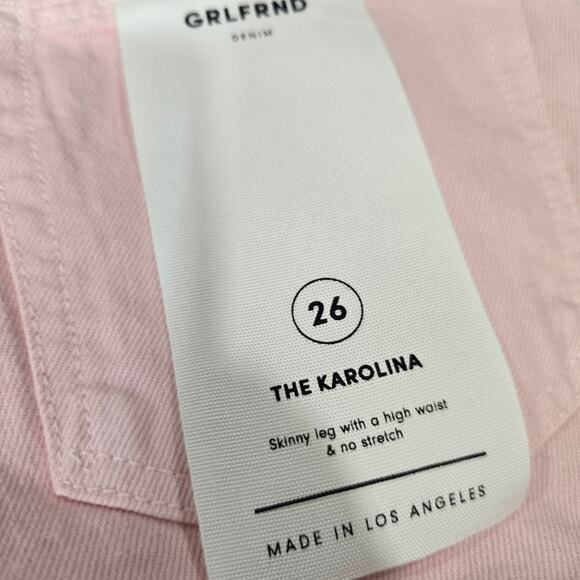 GRLFRND
DENIM
26
THE KAROLINA
Skinny leg with a high waist
& no stretch
MADE IN LOS ANGELES